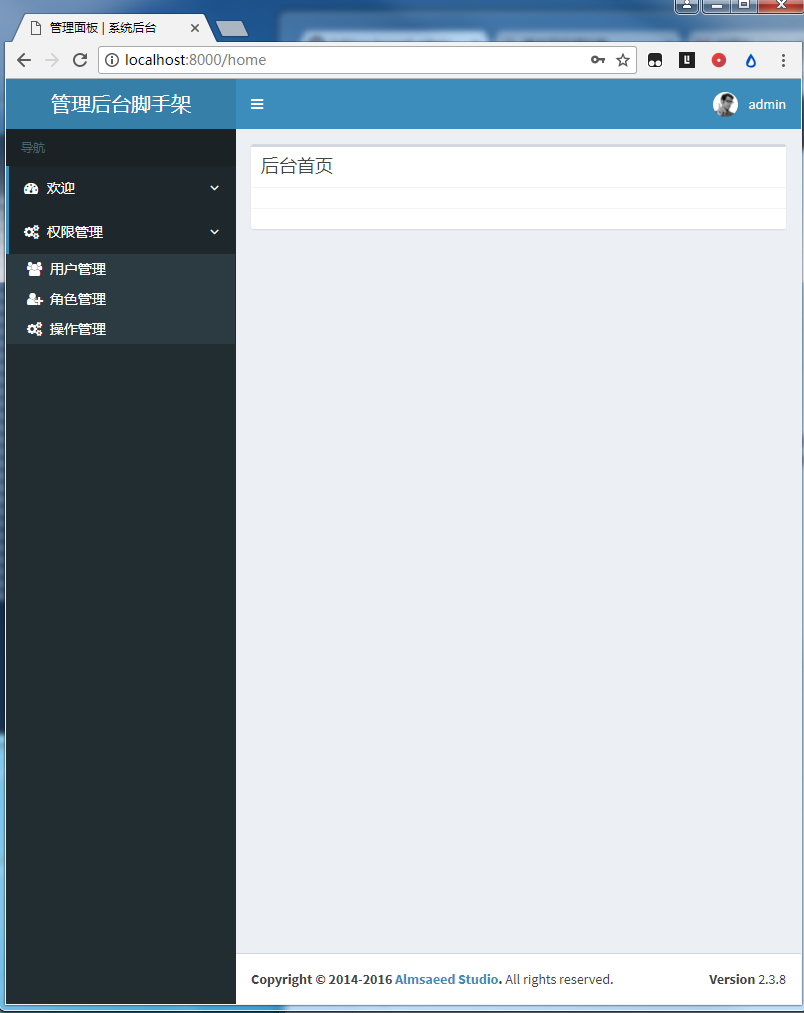 管理面板 | 系统后台
localhost:8000/home
管理后台脚手架
admin
导航
后台首页
欢迎
权限管理
用户管理
角色管理
操作管理
Copyright © 2014-2016 Almsaeed Studio. All rights reserved.
Version 2.3.8